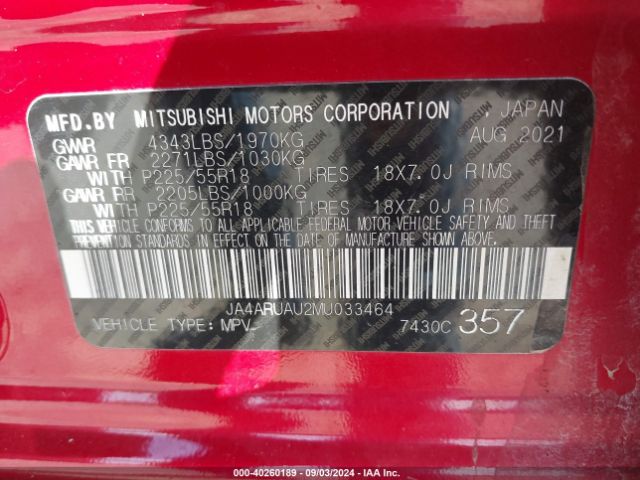 MFD.BY MITSUBISHI MOTORS CORPORATION , JAPAN
GVWR 4343LBS/1970KG AUG 2021
GAWR FR 2271LBS/1030KG
WITH P225/55R18 TIRES 18X7.0J RIMS
GAWR RR 2205LBS/1000KG
WITH P225/55R18 TIRES 18X7.0J RIMS
THIS VEHICLE CONFORMS TO ALL APPLICABLE FEDERAL MOTOR VEHICLE SAFETY AND THEFT
PREVENTION STANDARDS IN EFFECT ON THE DATE OF MANUFACTURE SHOWN ABOVE.
JA4ARUAU2MU033464
VEHICLE TYPE: MPV 7430C 357
000-40260189 - 09/03/2024 - IAA Inc.